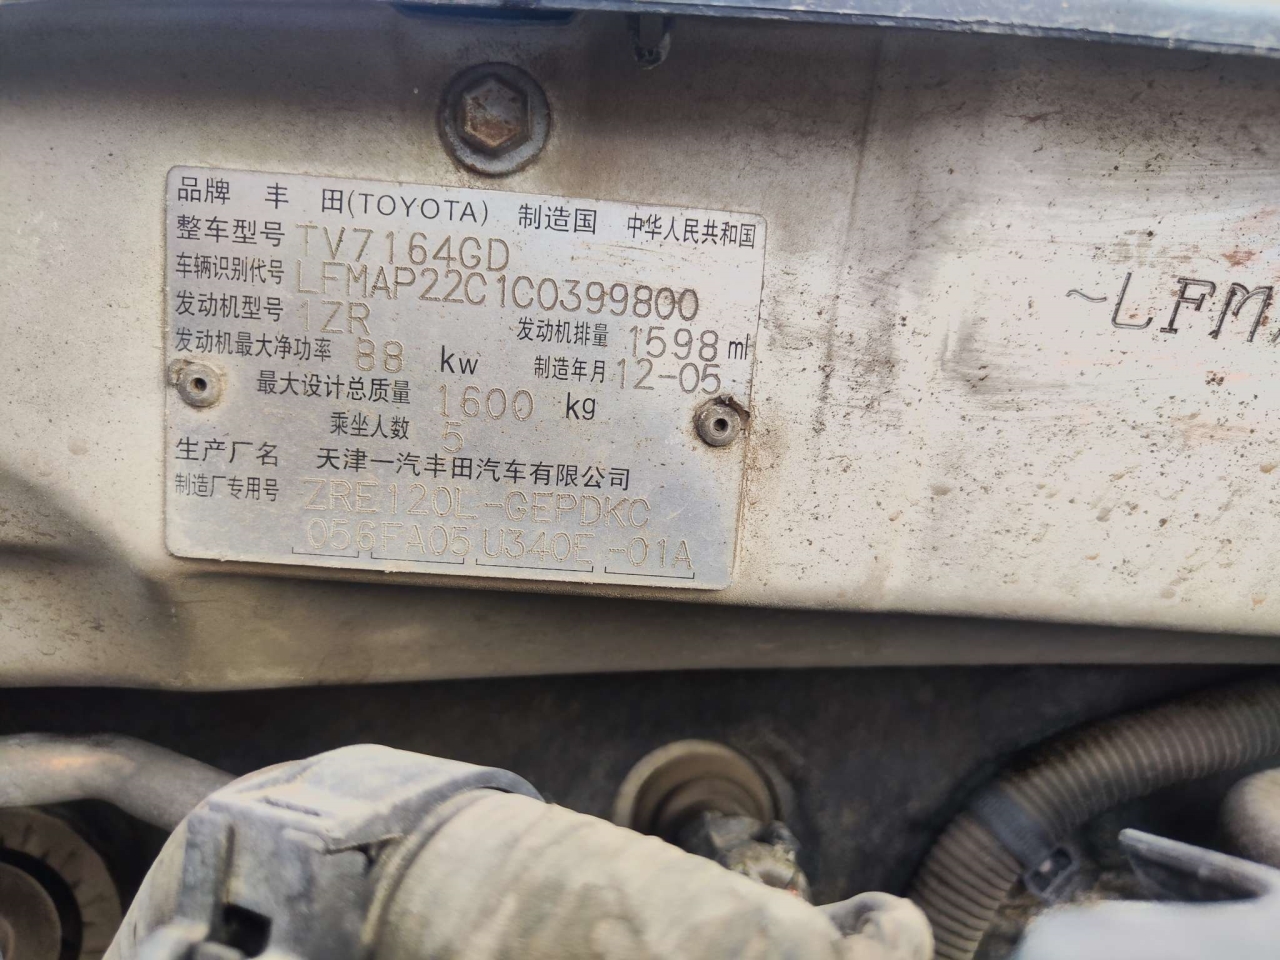 品牌 丰 田(TOYOTA) 制造国 中华人民共和国
整车型号 TV7164GD
车辆识别代号 LFMAP22C1C0399800
发动机型号 1ZR 发动机排量 1598 ml
发动机最大净功率 88 kw 制造年月 12-05
最大设计总质量 1600 kg
乘坐人数 5
生产厂名 天津一汽丰田汽车有限公司
制造厂专用号 ZRE120L-GEPDKC
056FA05 U340E -01A
~LFM